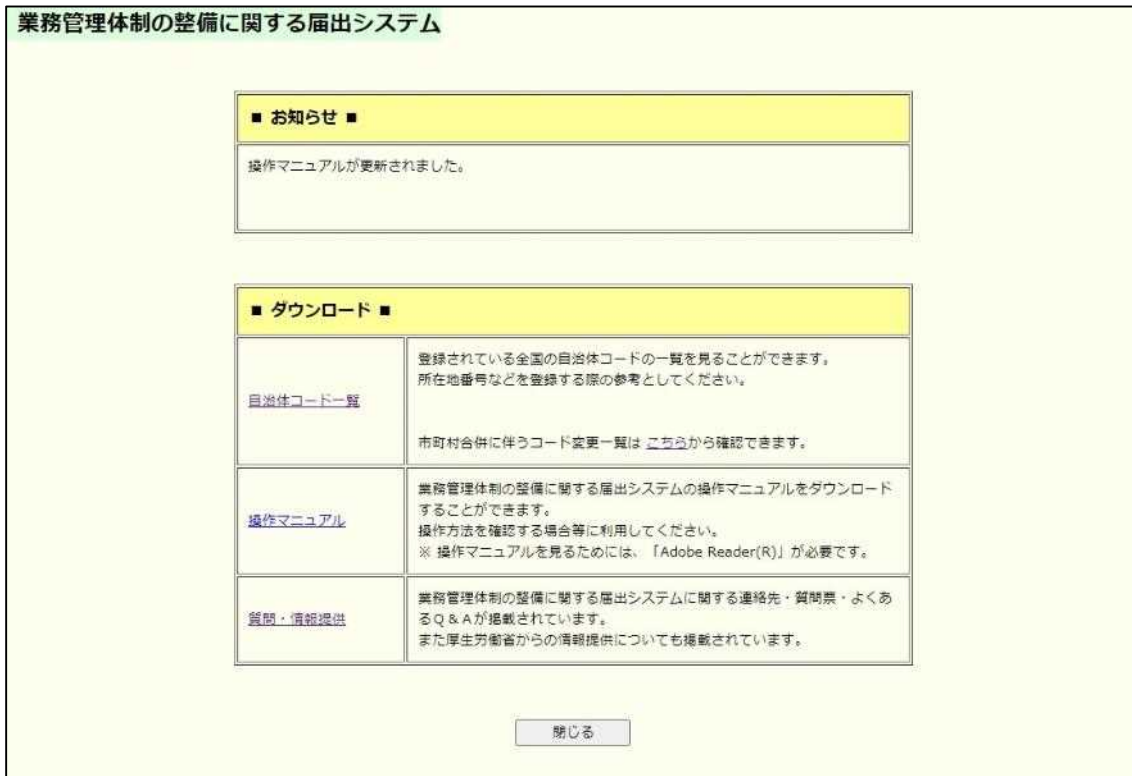 業務管理体制の整備に関する届出システム
■ お知らせ ■
操作マニュアルが更新されました。
■ ダウンロード ■
自治体コード一覧
登録されている全国の自治体コードの一覧を見ることができます。
所在地番号などを登録する際の参考としてください。
市町村合併に伴うコード変更一覧は こちらから確認できます。
操作マニュアル
業務管理体制の整備に関する届出システムの操作マニュアルをダウンロード
することができます。
操作方法を確認する場合等に利用してください。
※ 操作マニュアルを見るためには、「Adobe Reader(R)」が必要です。
質問・情報提供
業務管理体制の整備に関する届出システムに関する連絡先・質問票・よくあ
るQ&Aが掲載されています。
また厚生労働省からの情報提供についても掲載されています。
閉じる